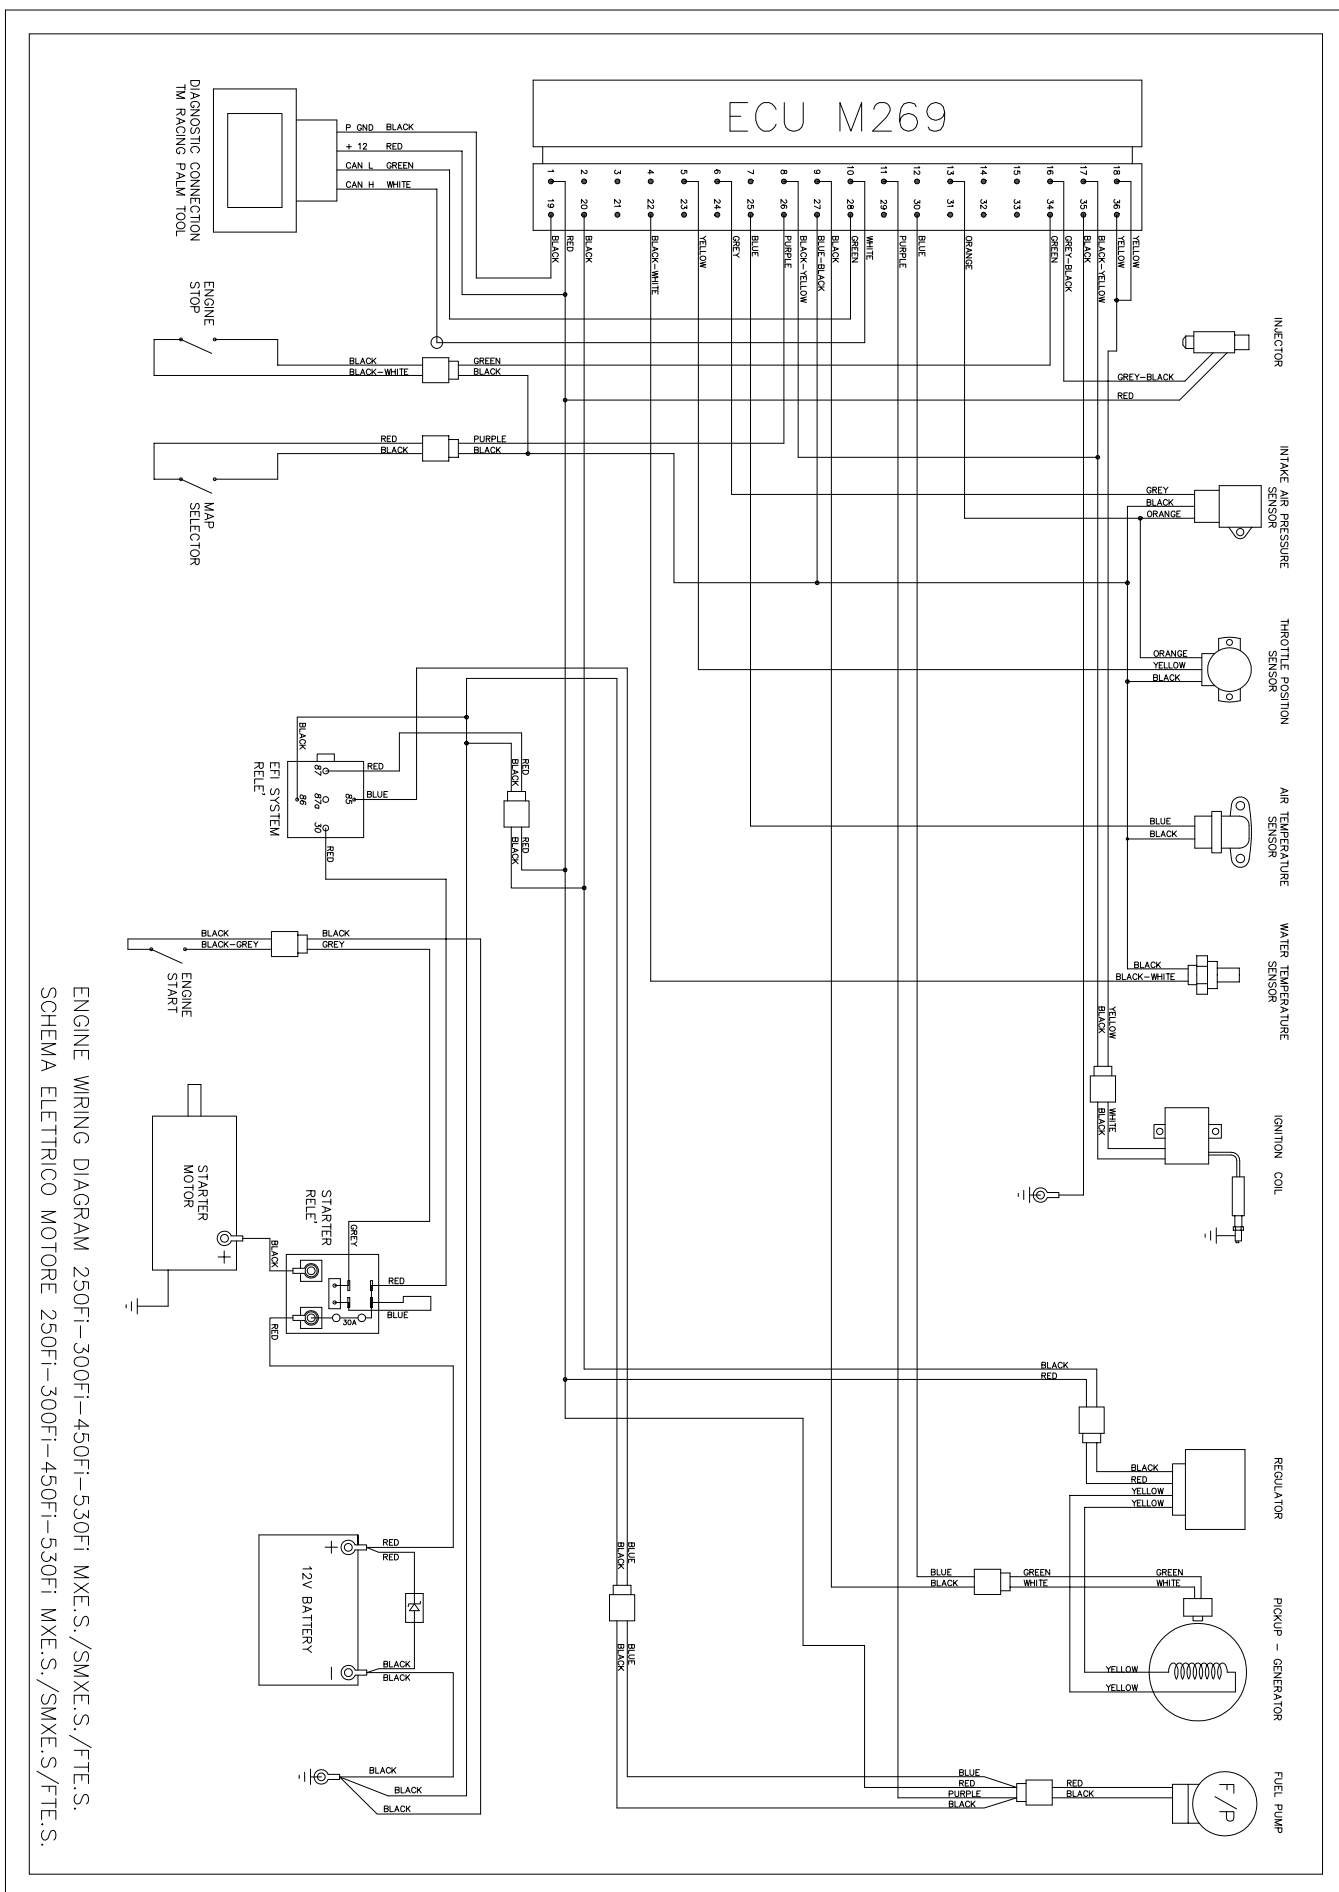 ECU M269
18
17
16
15
14
13
12
11
10
9
8
7
6
5
4
3
2
1
36
35
34
33
32
31
30
29
28
27
26
25
24
23
22
21
20
19
YELLOW
YELLOW
BLACK-YELLOW
BLACK
GREY-BLACK
GREEN
ORANGE
BLUE
PURPLE
WHITE
GREEN
BLACK
BLUE-BLACK
BLACK-YELLOW
PURPLE
BLUE
GREY
YELLOW
BLACK-WHITE
BLACK
RED
BLACK
DIAGNOSTIC CONNECTION
TM RACING PALM TOOL
P GND BLACK
+ 12 RED
CAN L GREEN
CAN H WHITE
ENGINE
STOP
BLACK
BLACK-WHITE
GREEN
BLACK
MAP
SELECTOR
RED
BLACK
PURPLE
BLACK
INJECTOR
GREY-BLACK
RED
INTAKE AIR PRESSURE
SENSOR
GREY
BLACK
ORANGE
THROTTLE POSITION
SENSOR
ORANGE
YELLOW
BLACK
AIR TEMPERATURE
SENSOR
BLUE
BLACK
WATER TEMPERATURE
SENSOR
BLACK
BLACK-WHITE
IGNITION COIL
YELLOW
BLACK
WHITE
BLACK
EFI SYSTEM
RELE'
87
87a
86
85
30
BLACK
RED
BLUE
RED
RED
BLACK
RED
BLACK
ENGINE
START
BLACK
BLACK-GREY
BLACK
GREY
STARTER
MOTOR
+
BLACK
STARTER
RELE'
GREY
RED
BLUE
30A
RED
12V BATTERY
+
-
RED
RED
BLACK
BLACK
BLACK
BLACK
BLACK
REGULATOR
BLACK
RED
BLACK
RED
YELLOW
YELLOW
PICKUP - GENERATOR
BLUE
BLACK
GREEN
WHITE
GREEN
WHITE
YELLOW
YELLOW
BLUE
BLACK
BLUE
BLACK
FUEL PUMP
F/P
BLUE
RED
PURPLE
BLACK
RED
BLACK
ENGINE WIRING DIAGRAM 250Fi-300Fi-450Fi-530Fi MXE.S./SMXE.S./FTE.S.
SCHEMA ELETTRICO MOTORE 250Fi-300Fi-450Fi-530Fi MXE.S./SMXE.S/FTE.S.